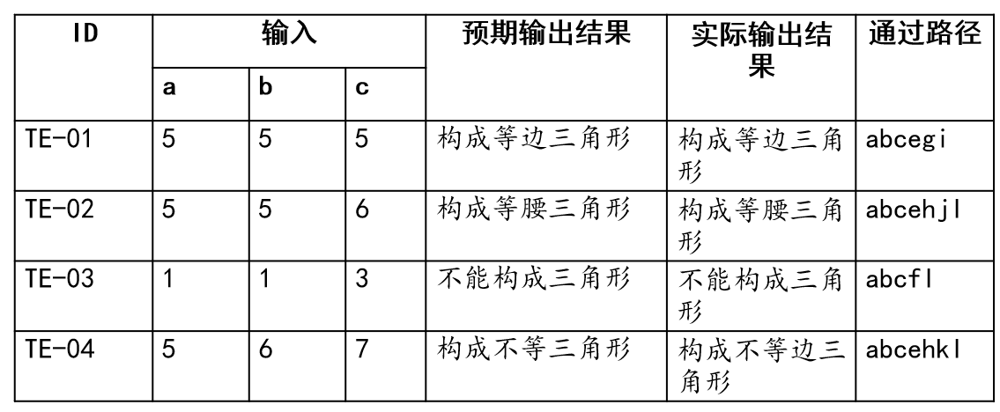 ID 输入 预期输出结果 实际输出结 通过路径
果
a b c
TE-01 5 5 5 构成等边三角形 构成等边三角 abcegi
形
TE-02 5 5 6 构成等腰三角形 构成等腰三角 abcehjl
形
TE-03 1 1 3 不能构成三角形 不能构成三角 abcfl
形
TE-04 5 6 7 构成不等三角形 构成不等边三 abcehkl
角形